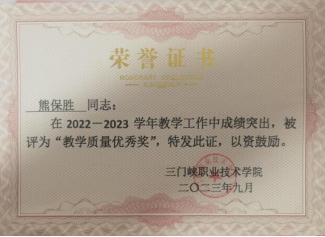 荣誉证书
HONORARY CREDENTIAL
熊保胜 同志：
在 2022－2023 学年教学工作中成绩突出，被
评为“教学质量优秀奖”，特发此证，以资鼓励。
三门峡职业技术学院
二〇二三年九月